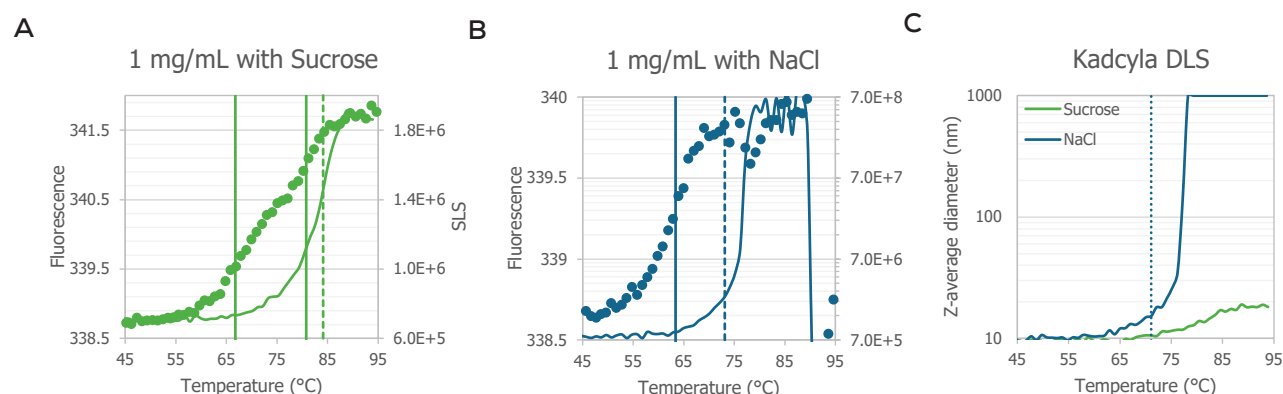 A
1 mg/mL with Sucrose
341.5
340.5
339.5
338.5
Fluorescence
1.8E+6
1.4E+6
1.0E+6
6.0E+5
SLS
45 55 65 75 85 95
Temperature (°C)
B
1 mg/mL with NaCl
340
339.5
339
338.5
Fluorescence
7.0E+8
7.0E+7
7.0E+6
7.0E+5
45 55 65 75 85 95
Temperature (°C)
C
Kadcyla DLS
Sucrose
NaCl
1000
100
10
Z-average diameter (nm)
45 55 65 75 85 95
Temperature (°C)